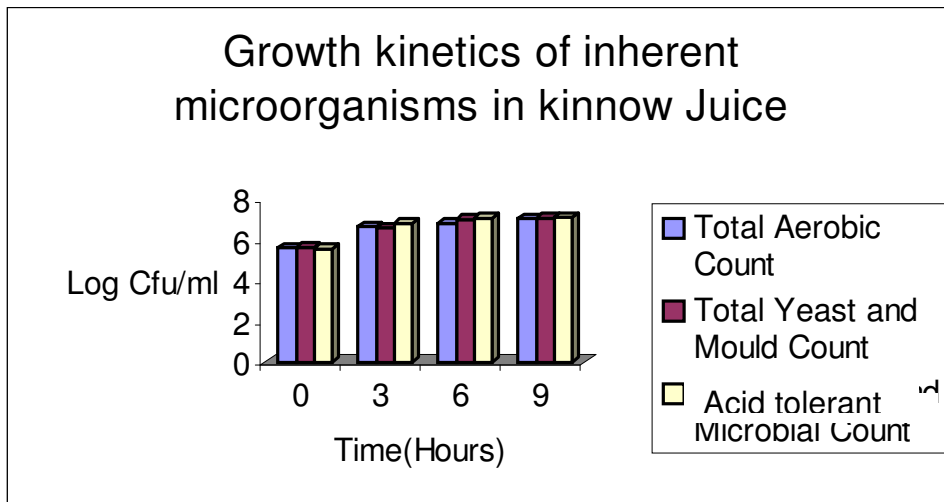 Growth kinetics of inherent
microorganisms in kinnow Juice
8
6
4
2
0
Log Cfu/ml
0 3 6 9
Time(Hours)
Total Aerobic
Count
Total Yeast and
Mould Count
Acid tolerant
Microbial Count